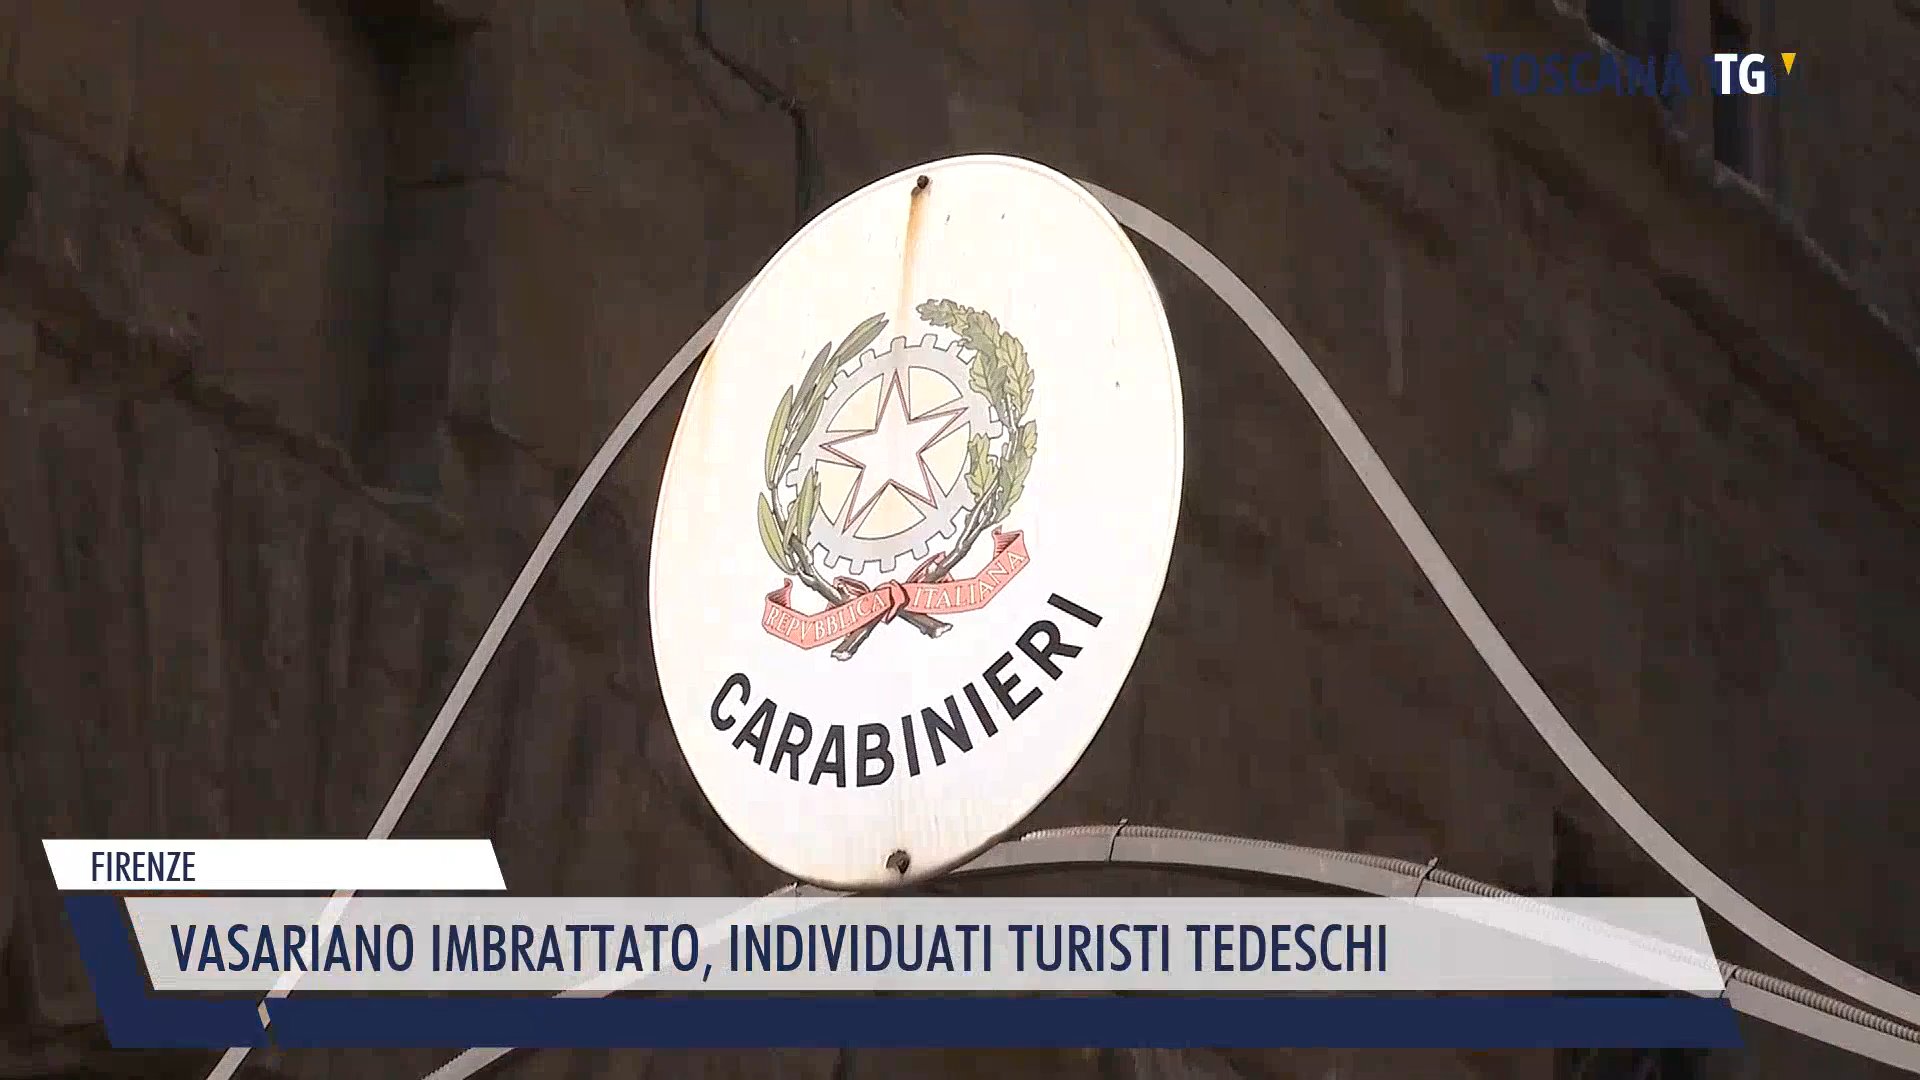 TOSCANA TG
REPVBBLICA ITALIANA
CARABINIERI
FIRENZE
VASARIANO IMBRATTATO, INDIVIDUATI TURISTI TEDESCHI